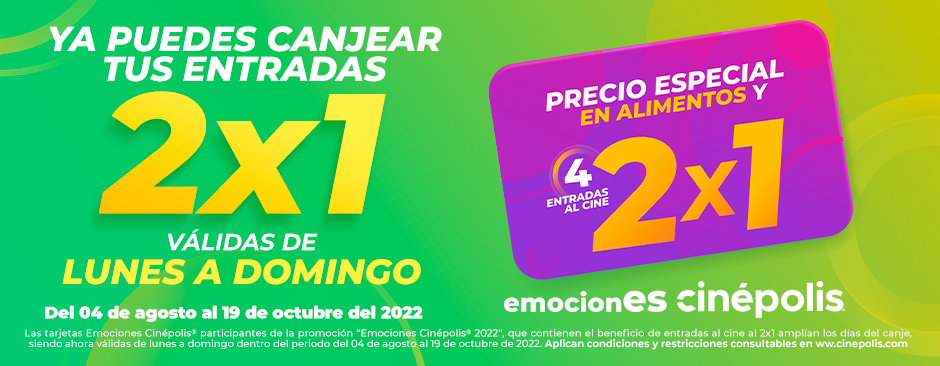 YA PUEDES CANJEAR
TUS ENTRADAS
2x1
VÁLIDAS DE
LUNES A DOMINGO
Del 04 de agosto al 19 de octubre del 2022
PRECIO ESPECIAL
EN ALIMENTOS Y
4
ENTRADAS
AL CINE
2x1
emocionES cinépolis
Las tarjetas Emociones Cinépolis® participantes de la promoción "Emociones Cinépolis® 2022", que contienen el beneficio de entradas al cine al 2x1 amplían los días del canje,
siendo ahora válidas de lunes a domingo dentro del periodo del 04 de agosto al 19 de octubre de 2022. Aplican condiciones y restricciones consultables en ww.cinepolis.com